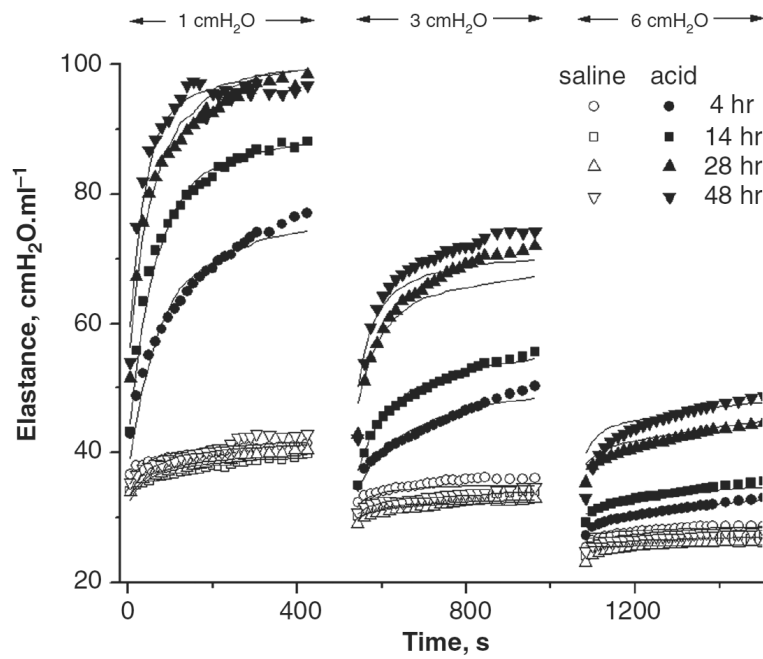 1 cmH₂O 3 cmH₂O 6 cmH₂O
100
80
60
40
20
Elastance, cmH₂O.ml⁻¹
saline acid
4 hr
14 hr
28 hr
48 hr
0 400 800 1200
Time, s